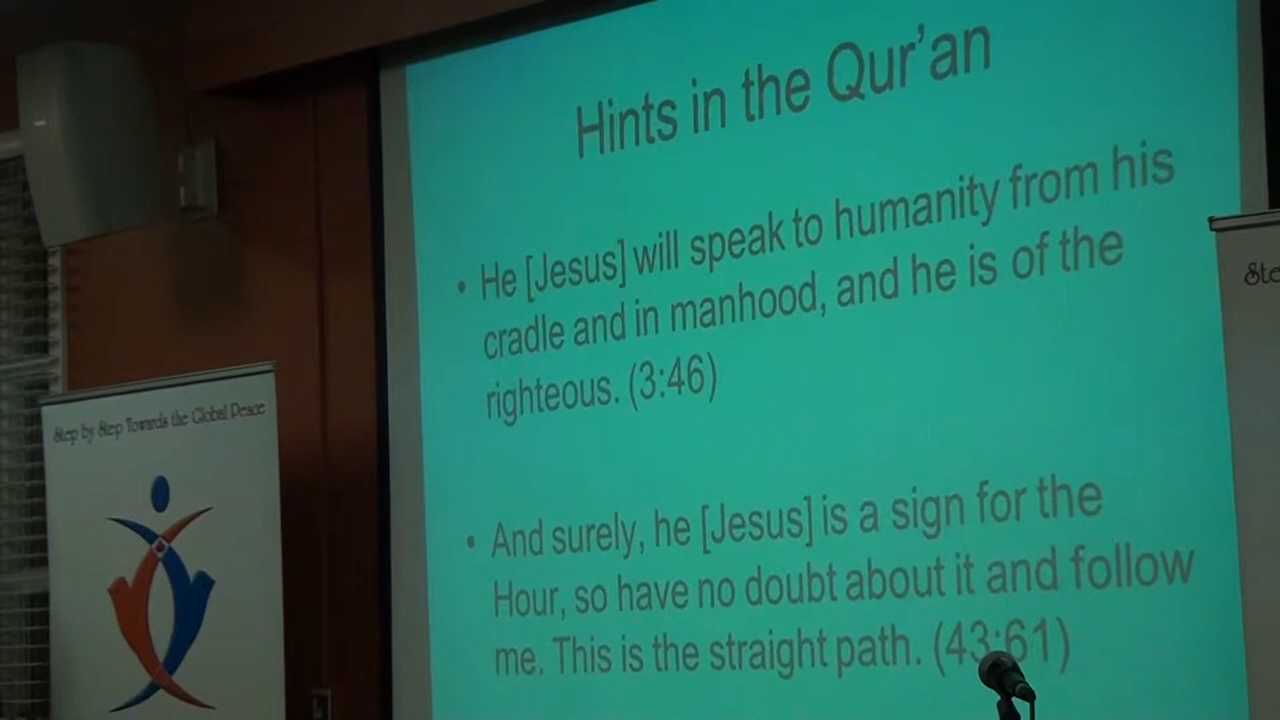 Hints in the Qur'an
• He [Jesus] will speak to humanity from his
cradle and in manhood, and he is of the
righteous. (3:46)
• And surely, he [Jesus] is a sign for the
Hour, so have no doubt about it and follow
me. This is the straight path. (43:61)
Step by Step Towards the Global Peace
Ste